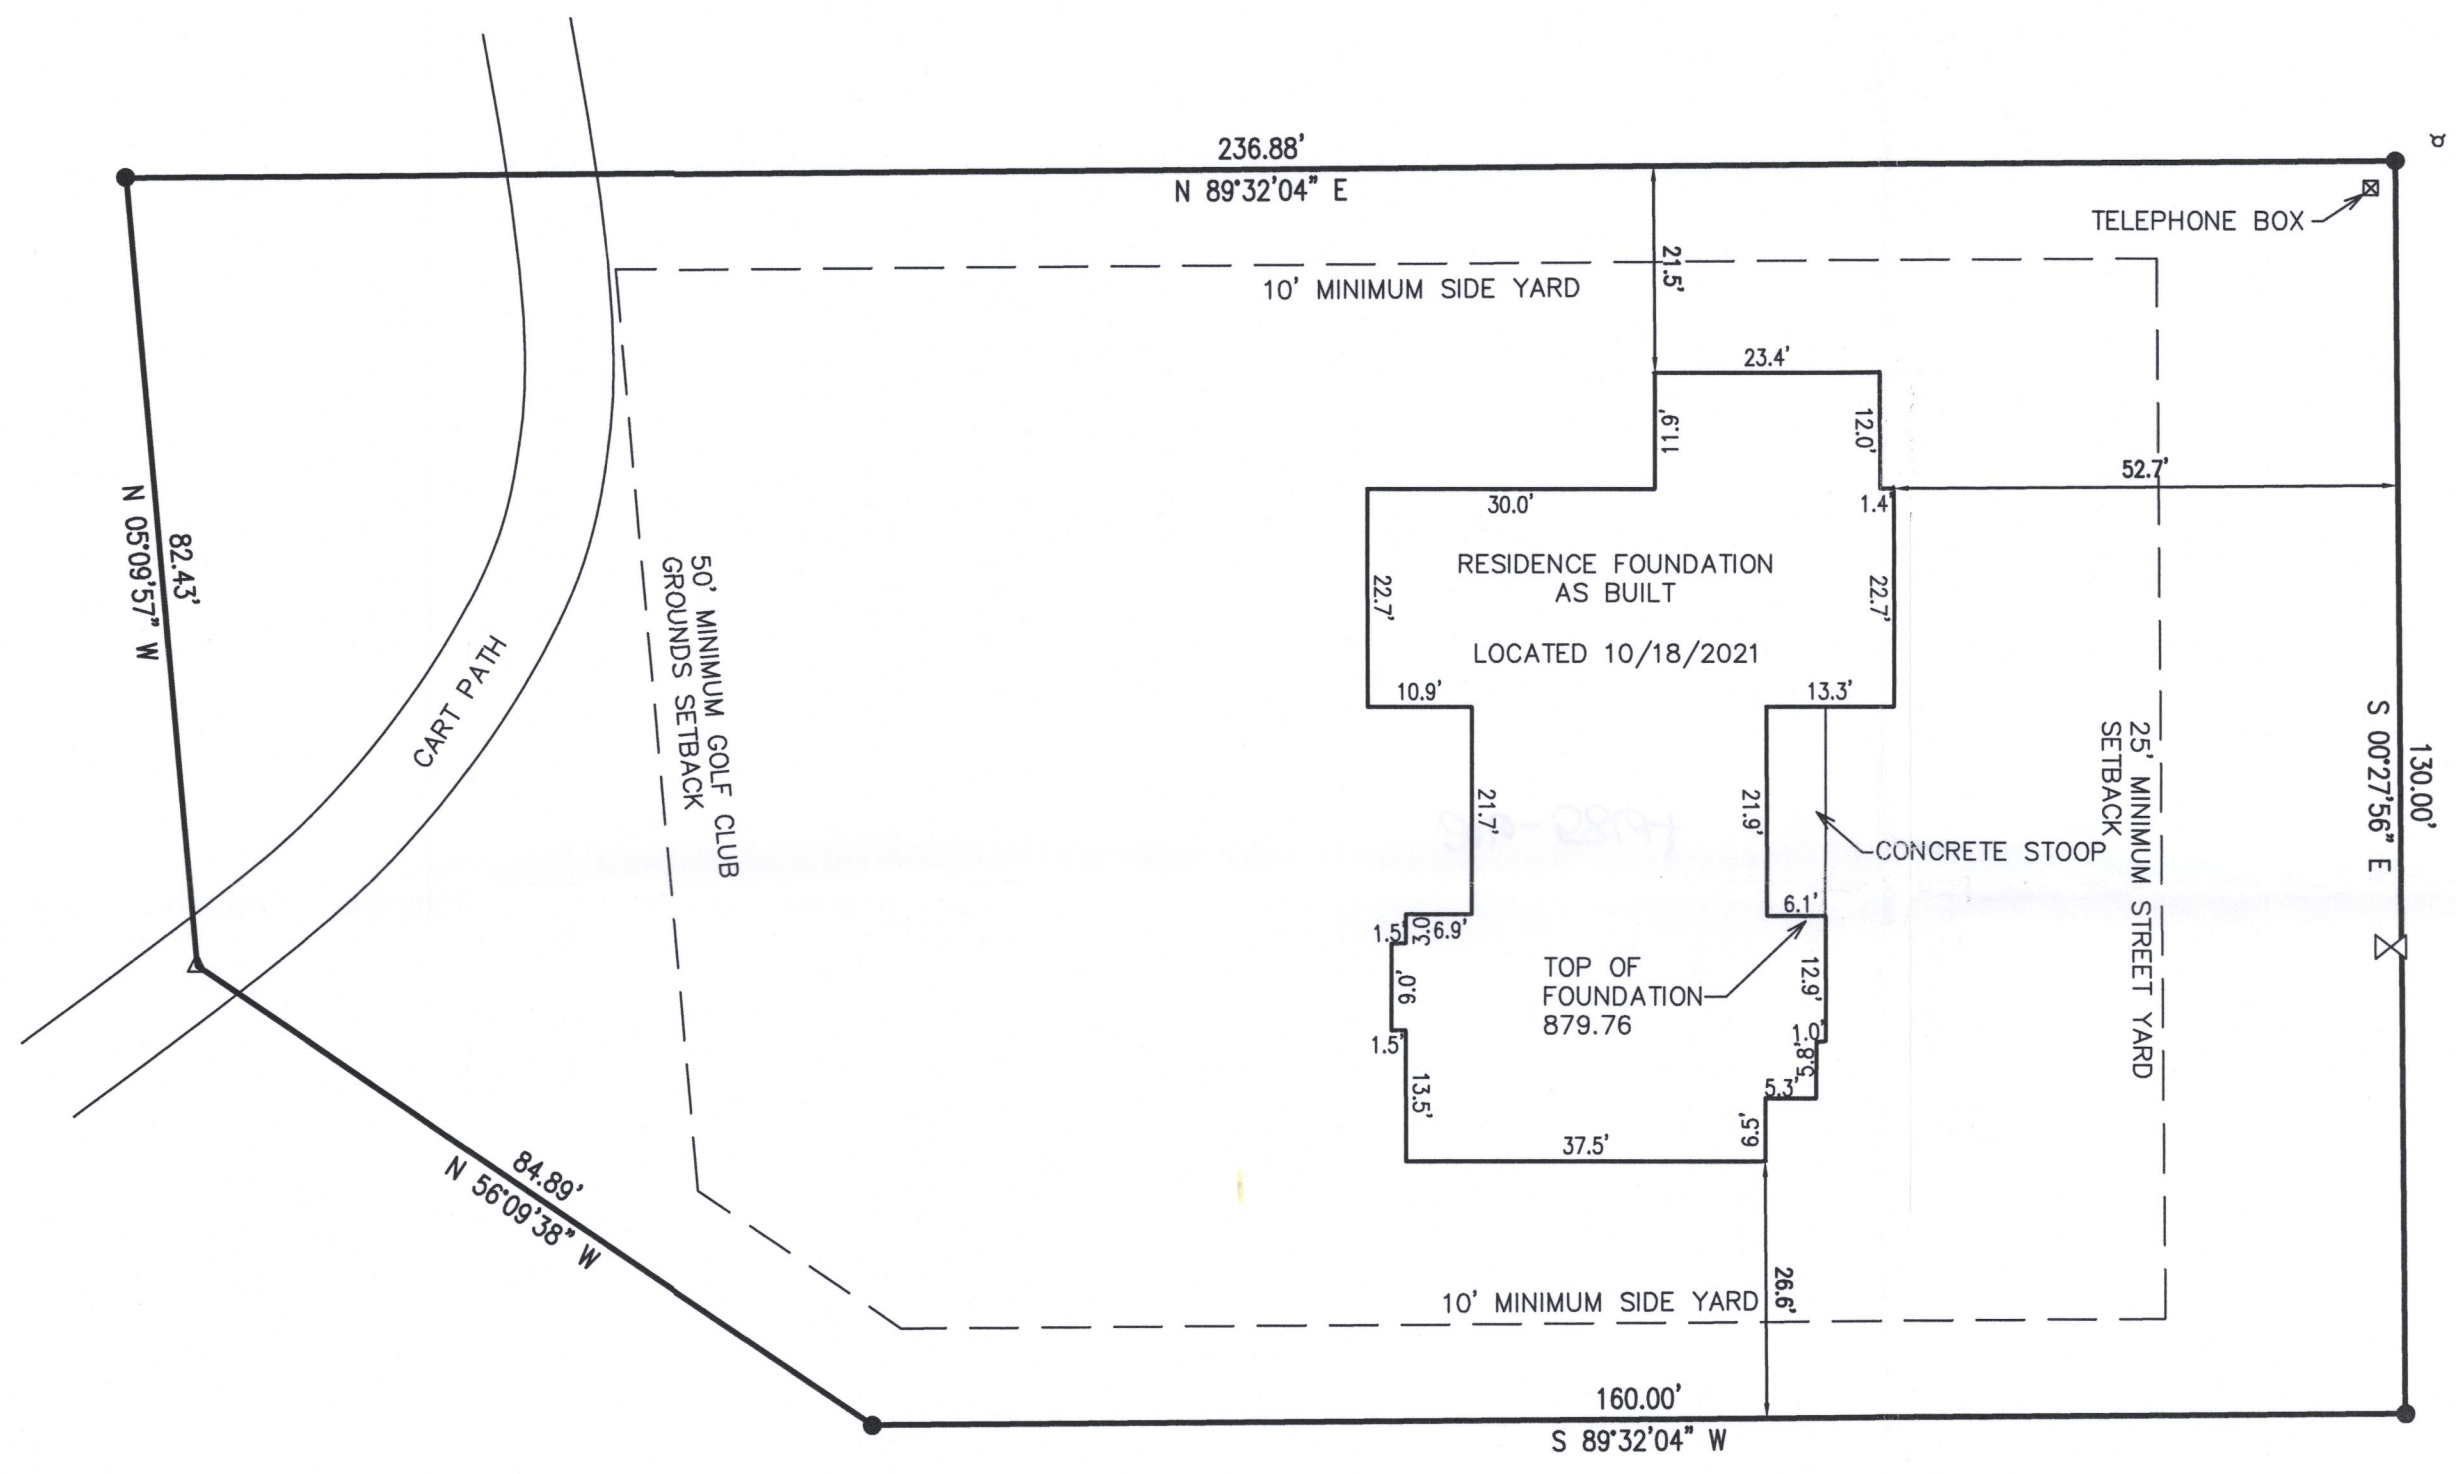 236.88'
N 89°32'04" E
TELEPHONE BOX
21.5'
10' MINIMUM SIDE YARD
23.4'
11.9'
12.0'
52.7'
30.0'
1.4'
RESIDENCE FOUNDATION
AS BUILT
LOCATED 10/18/2021
22.7'
22.7'
82.43'
N 05°09'57" W
CART PATH
50' MINIMUM GOLF CLUB
GROUNDS SETBACK
10.9'
13.3'
21.7'
21.9'
CONCRETE STOOP
25' MINIMUM STREET YARD
SETBACK
130.00'
S 00°27'56" E
6.1'
1.5'
3.0
6.9'
9.0'
TOP OF
FOUNDATION
879.76
12.9'
1.0'
5.8'
1.5'
5.3'
13.5'
6.5'
37.5'
84.89'
N 56°09'38" W
26.6'
10' MINIMUM SIDE YARD
160.00'
S 89°32'04" W